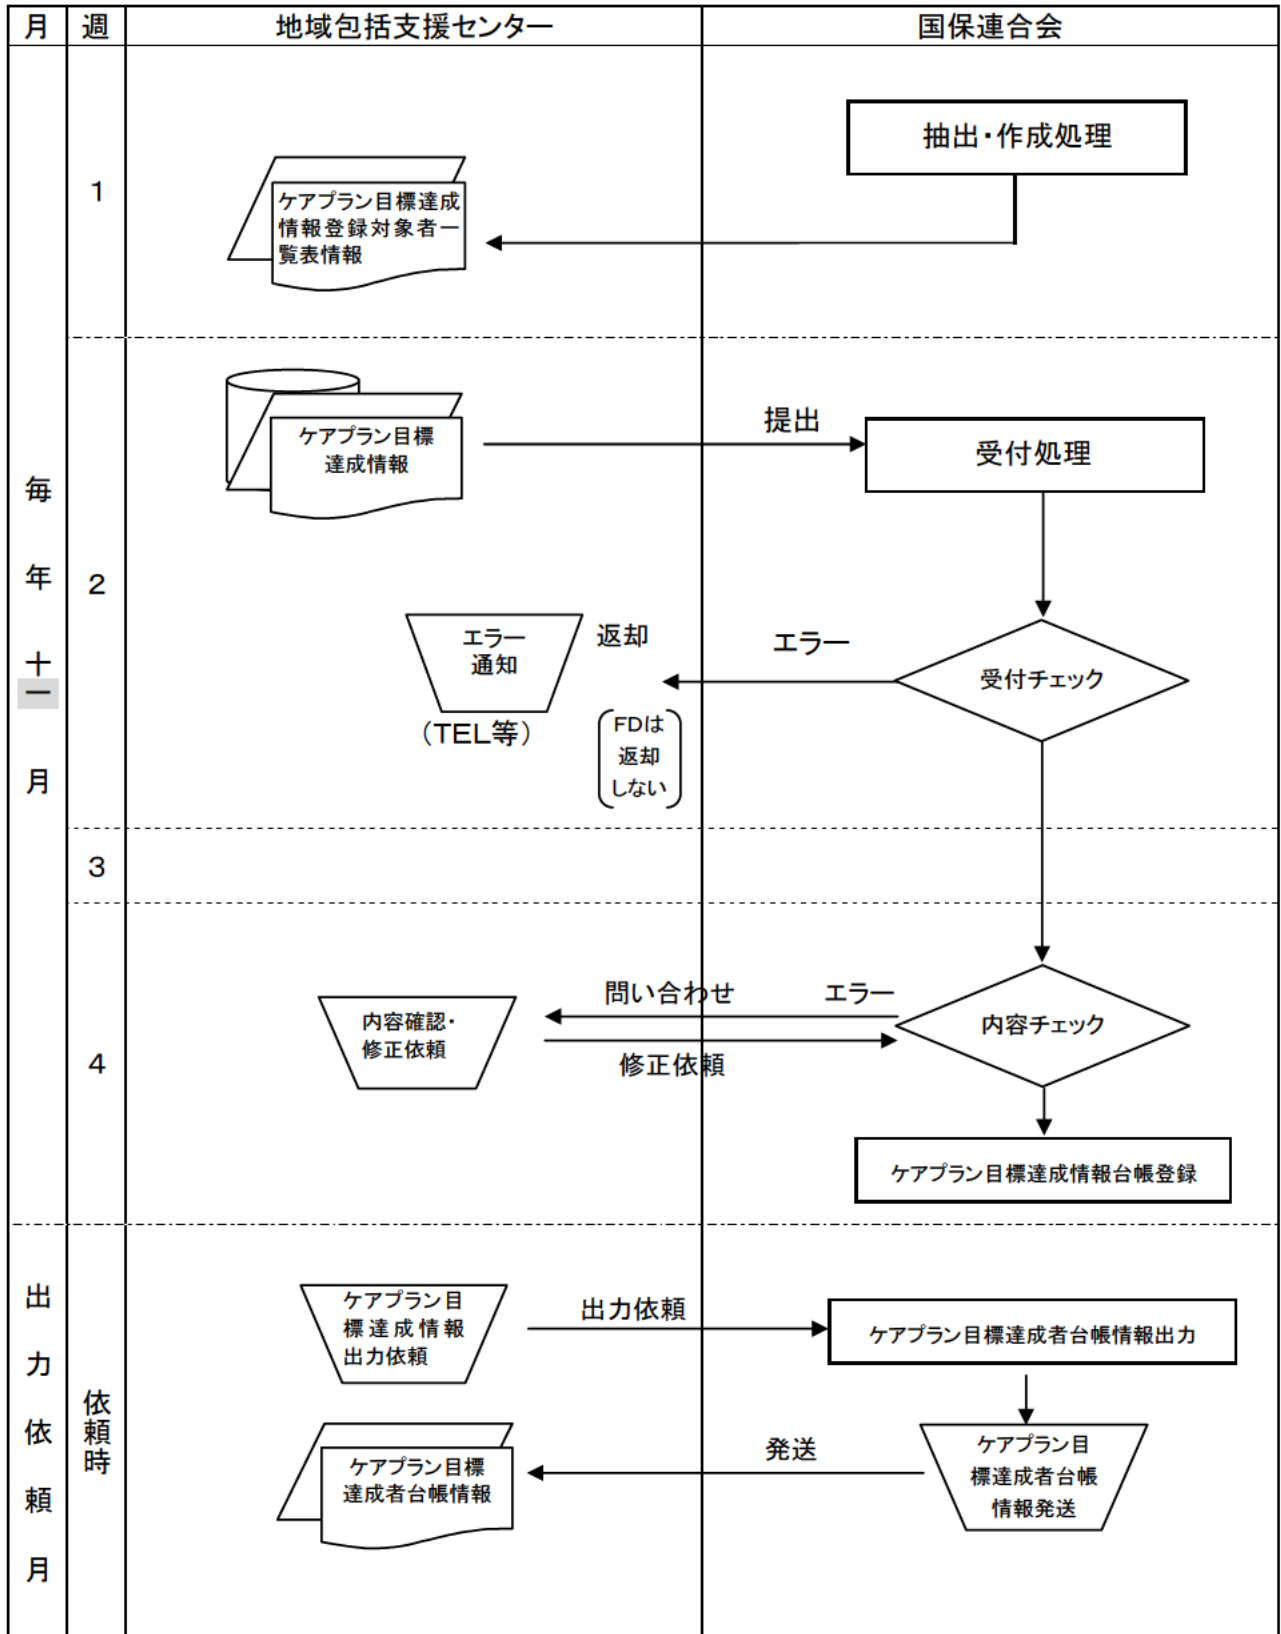 月 週 地域包括支援センター 国保連合会
毎年十一月
1
抽出・作成処理
ケアプラン目標達成
情報登録対象者一
覧表情報
2
ケアプラン目標
達成情報
提出
受付処理
エラー
通知
(TEL等)
返却
FDは
返却
しない
エラー
受付チェック
3
4
内容確認・
修正依頼
問い合わせ
修正依頼
エラー
内容チェック
ケアプラン目標達成情報台帳登録
出力依頼月
依頼時
ケアプラン目
標達成情報
出力依頼
出力依頼
ケアプラン目標達成者台帳情報出力
ケアプラン目標
達成者台帳情報
発送
ケアプラン目
標達成者台帳
情報発送